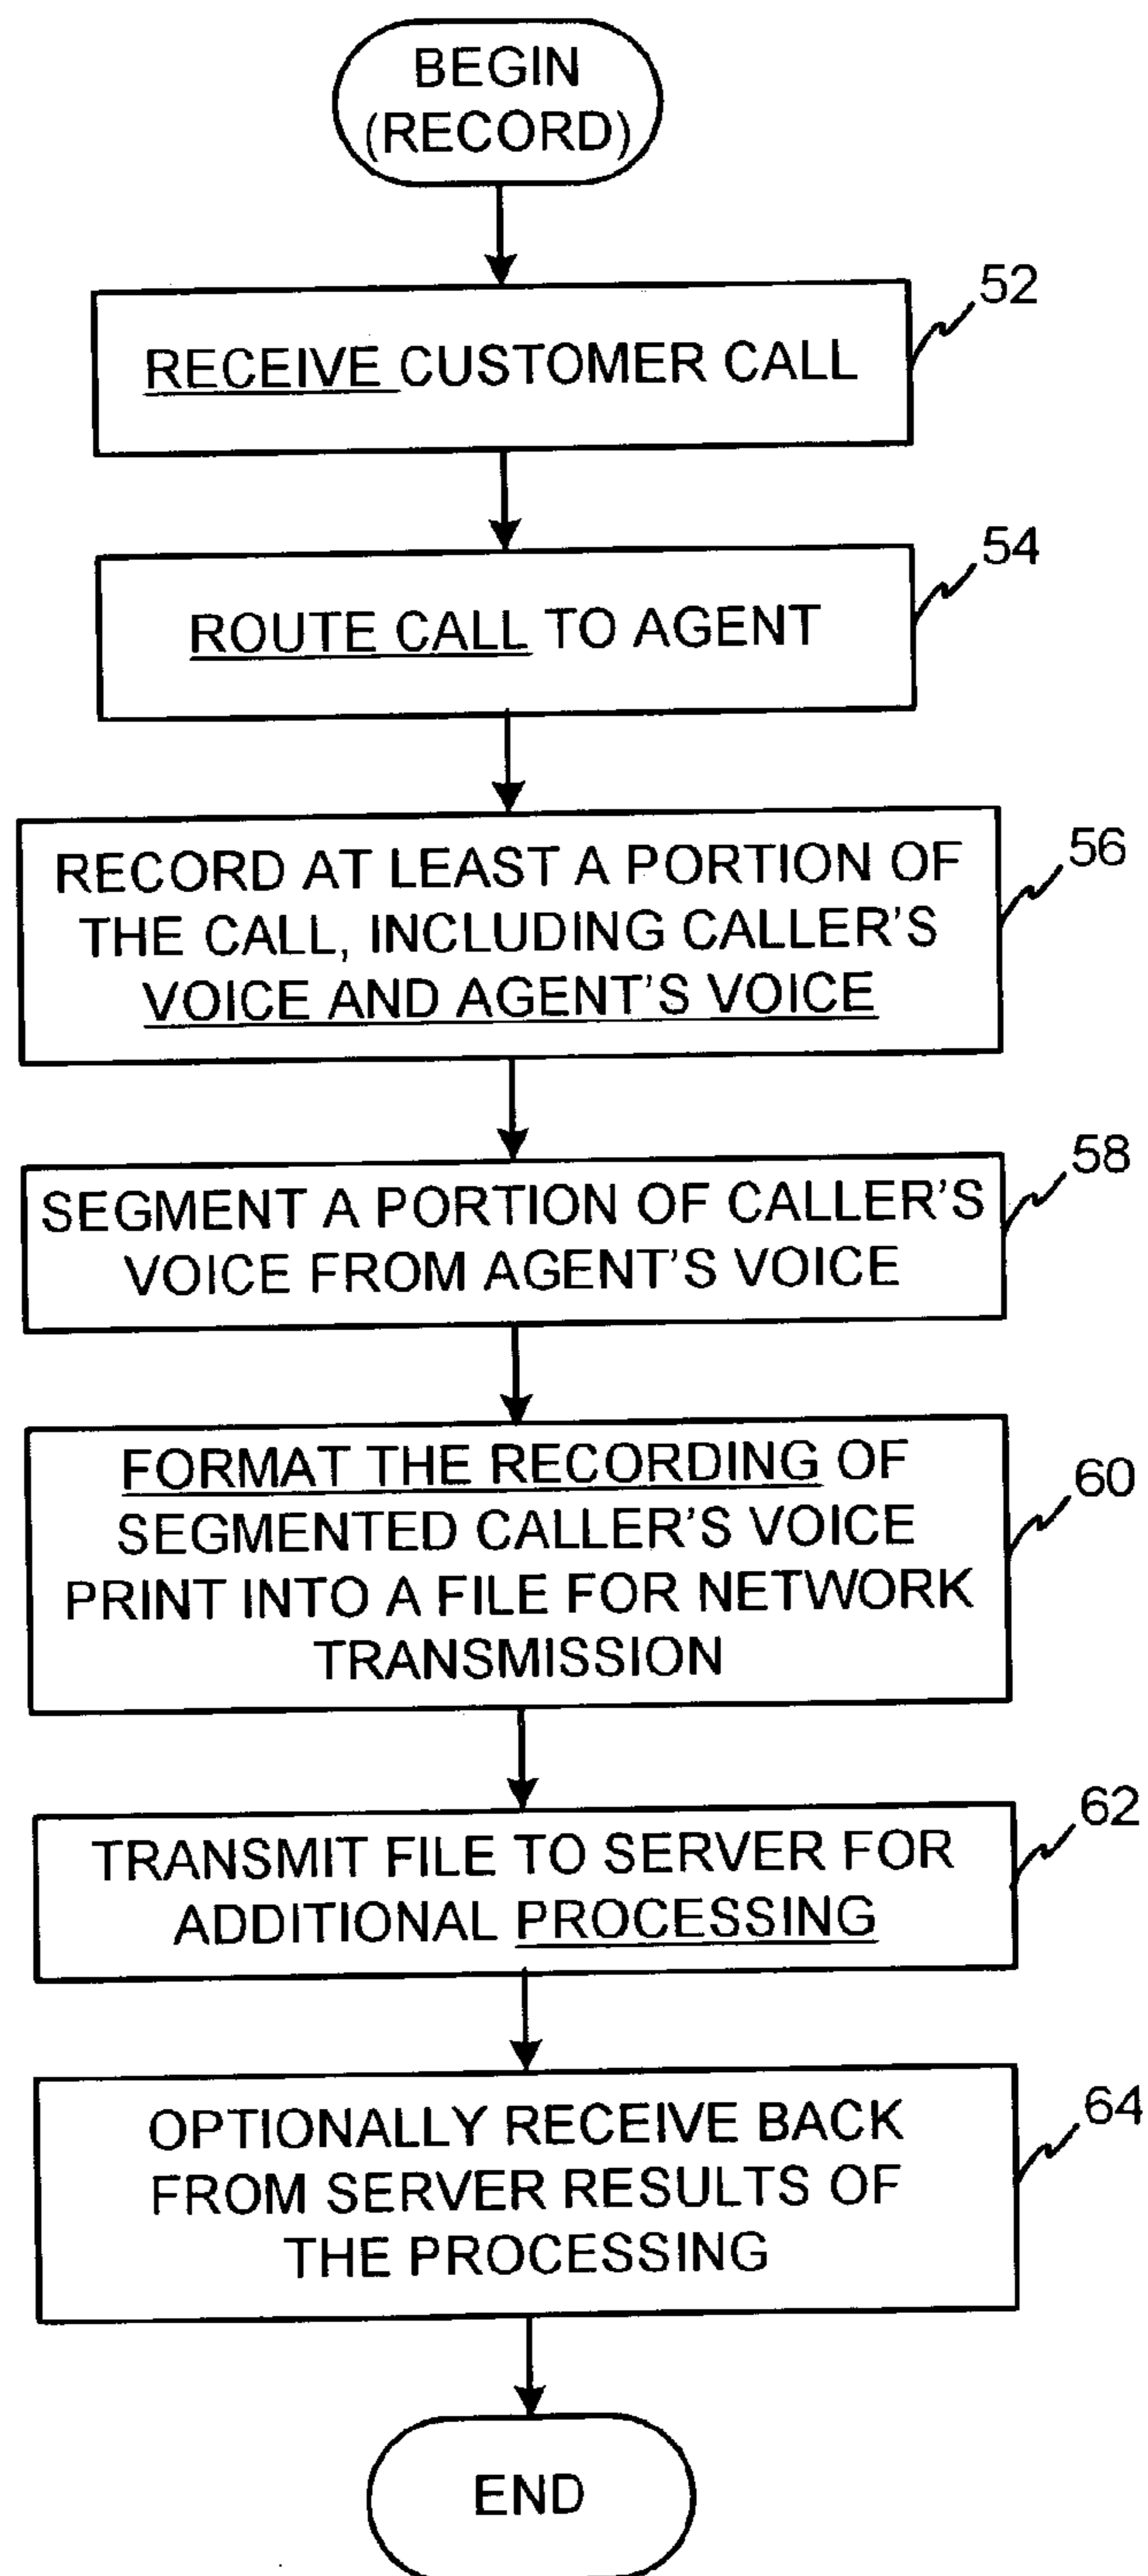 BEGIN
(RECORD)
52
RECEIVE CUSTOMER CALL
54
ROUTE CALL TO AGENT
56
RECORD AT LEAST A PORTION OF
THE CALL, INCLUDING CALLER'S
VOICE AND AGENT'S VOICE
58
SEGMENT A PORTION OF CALLER'S
VOICE FROM AGENT'S VOICE
60
FORMAT THE RECORDING OF
SEGMENTED CALLER'S VOICE
PRINT INTO A FILE FOR NETWORK
TRANSMISSION
62
TRANSMIT FILE TO SERVER FOR
ADDITIONAL PROCESSING
64
OPTIONALLY RECEIVE BACK
FROM SERVER RESULTS OF
THE PROCESSING
END